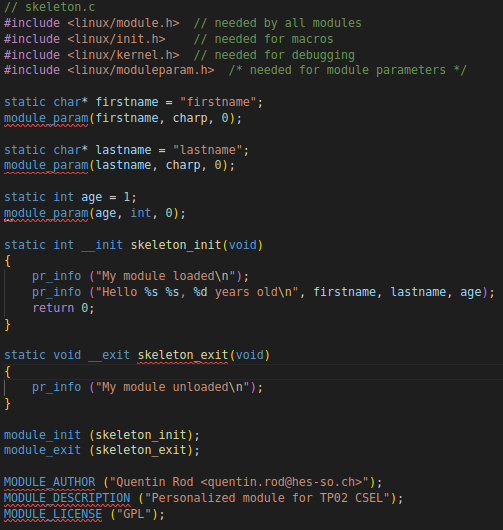 // skeleton.c
#include <linux/module.h>  // needed by all modules
#include <linux/init.h>    // needed for macros
#include <linux/kernel.h>  // needed for debugging
#include <linux/moduleparam.h>  /* needed for module parameters */
static char* firstname = "firstname";
module_param(firstname, charp, 0);
static char* lastname = "lastname";
module_param(lastname, charp, 0);
static int age = 1;
module_param(age, int, 0);
static int __init skeleton_init(void)
{
    pr_info ("My module loaded\n");
    pr_info ("Hello %s %s, %d years old\n", firstname, lastname, age);
    return 0;
}
static void __exit skeleton_exit(void)
{
    pr_info ("My module unloaded\n");
}
module_init (skeleton_init);
module_exit (skeleton_exit);
MODULE_AUTHOR ("Quentin Rod <quentin.rod@hes-so.ch>");
MODULE_DESCRIPTION ("Personalized module for TP02 CSEL");
MODULE_LICENSE ("GPL");